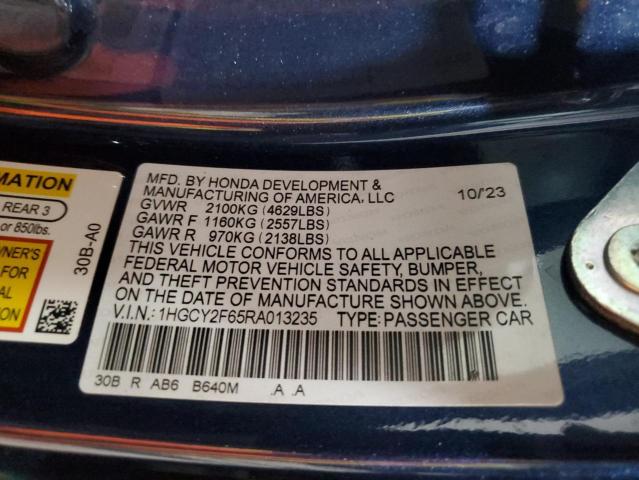 MATION
REAR 3
or 850lbs.
OWNER'S
FOR
AL
TION
30B-A0
MFD. BY HONDA DEVELOPMENT &
MANUFACTURING OF AMERICA, LLC 10/23
GVWR 2100KG (4629LBS)
GAWR F 1160KG (2557LBS)
GAWR R 970KG (2138LBS)
THIS VEHICLE CONFORMS TO ALL APPLICABLE
FEDERAL MOTOR VEHICLE SAFETY, BUMPER,
AND THEFT PREVENTION STANDARDS IN EFFECT
ON THE DATE OF MANUFACTURE SHOWN ABOVE.
V.I.N.: 1HGCY2F65RA013235 TYPE: PASSENGER CAR
30B R AB6 B640M .A .A